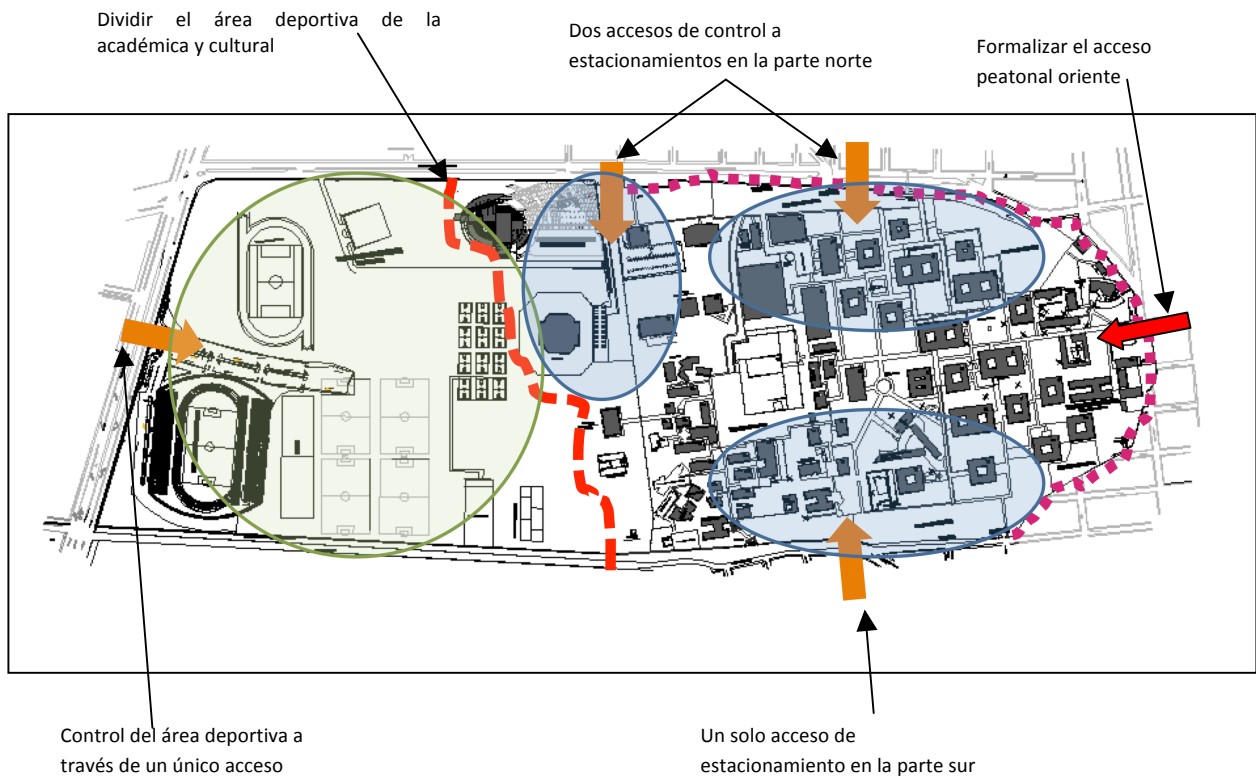 Dividir el área deportiva de la
académica y cultural
Dos accesos de control a
estacionamientos en la parte norte
Formalizar el acceso
peatonal oriente
Control del área deportiva a
través de un único acceso
Un solo acceso de
estacionamiento en la parte sur